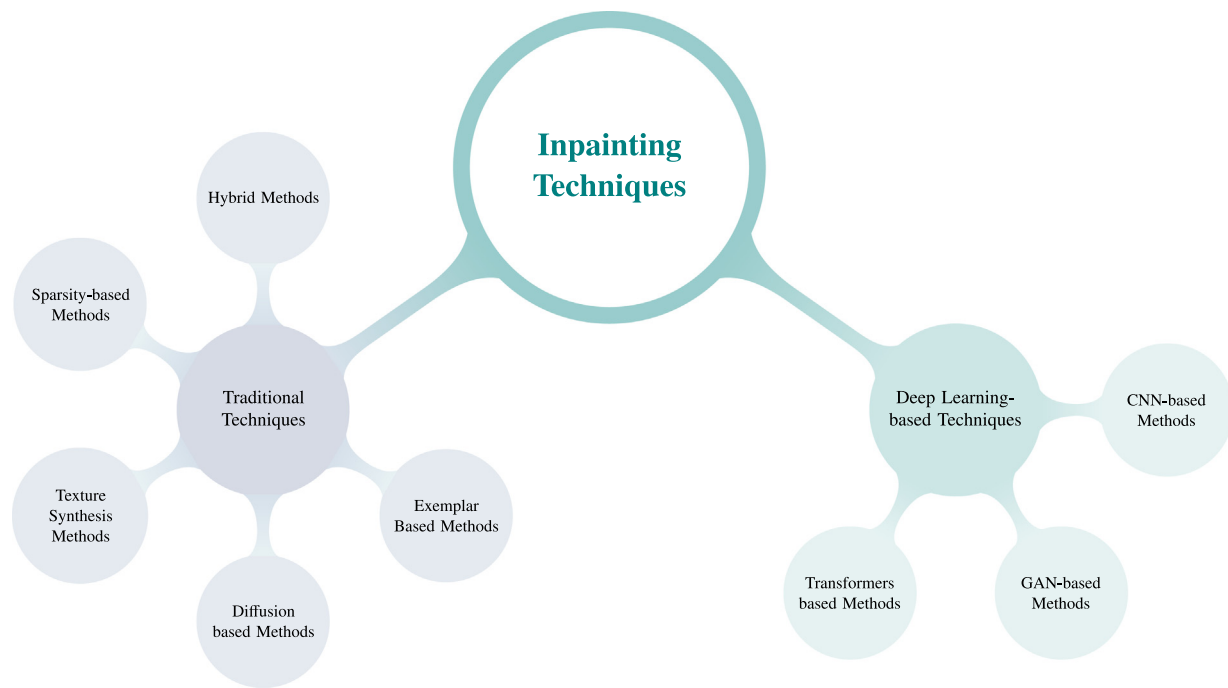 Inpainting
Techniques
Hybrid Methods
Sparsity-based
Methods
Traditional
Techniques
Texture
Synthesis
Methods
Exemplar
Based Methods
Diffusion
based Methods
Deep Learning-
based Techniques
CNN-based
Methods
Transformers
based Methods
GAN-based
Methods